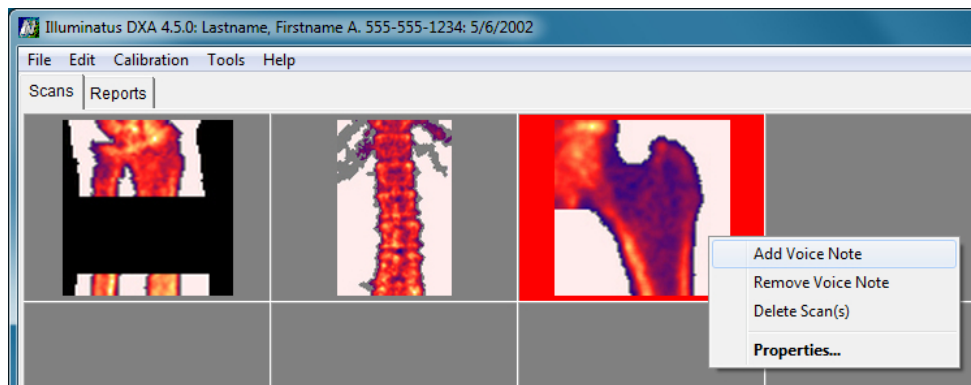 Illuminatus DXA 4.5.0: Lastname, Firstname A. 555-555-1234: 5/6/2002
File Edit Calibration Tools Help
Scans Reports
Add Voice Note
Remove Voice Note
Delete Scan(s)
Properties...